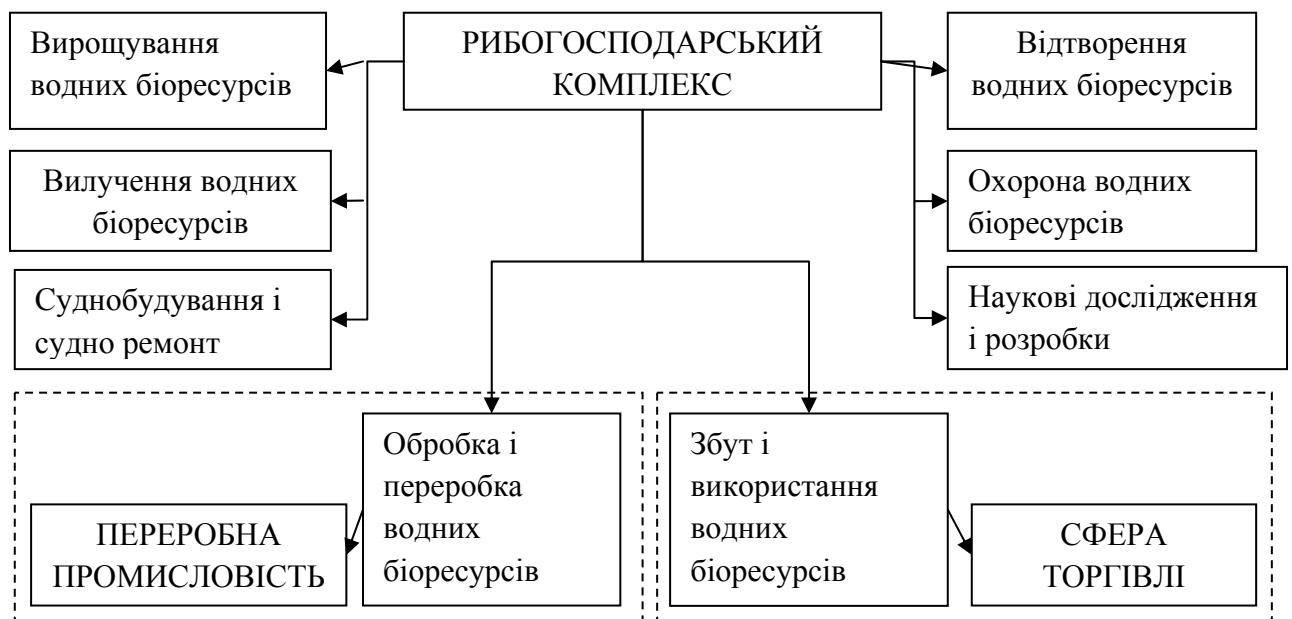 Вирощування
водних біоресурсів
РИБОГОСПОДАРСЬКИЙ
КОМПЛЕКС
Відтворення
водних біоресурсів
Вилучення водних
біоресурсів
Охорона водних
біоресурсів
Суднобудування і
судно ремонт
Наукові дослідження
і розробки
Обробка і
переробка
водних
біоресурсів
Збут і
використання
водних
біоресурсів
ПЕРЕРОБНА
ПРОМИСЛОВІСТЬ
СФЕРА
ТОРГІВЛІ